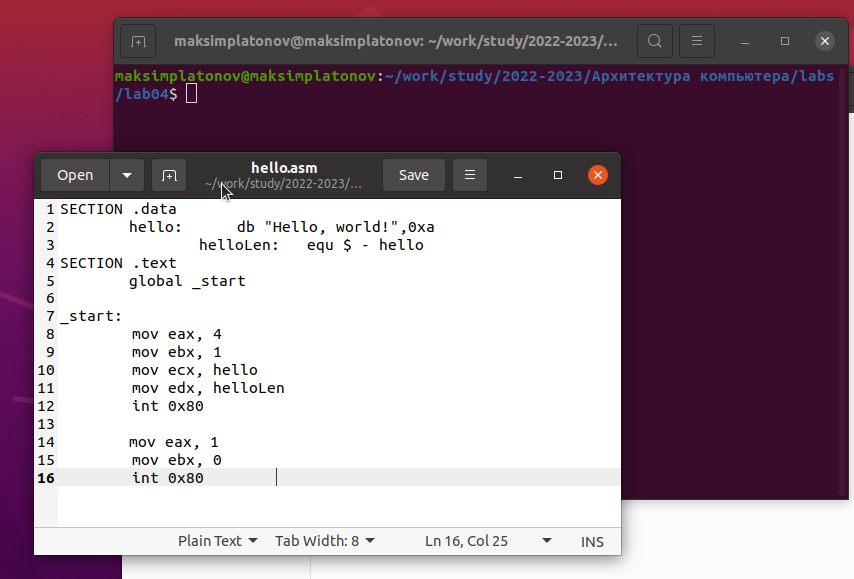 maksimplatonov@maksimplatonov: ~/work/study/2022-2023/...
maksimplatonov@maksimplatonov:~/work/study/2022-2023/Архитектура компьютера/labs
/lab04$
Open
hello.asm
~/work/study/2022-2023/...
Save
1 SECTION .data
2 hello: db "Hello, world!",0xa
3 helloLen: equ $ - hello
4 SECTION .text
5 global _start
6
7 _start:
8 mov eax, 4
9 mov ebx, 1
10 mov ecx, hello
11 mov edx, helloLen
12 int 0x80
13
14 mov eax, 1
15 mov ebx, 0
16 int 0x80
Plain Text Tab Width: 8 Ln 16, Col 25 INS